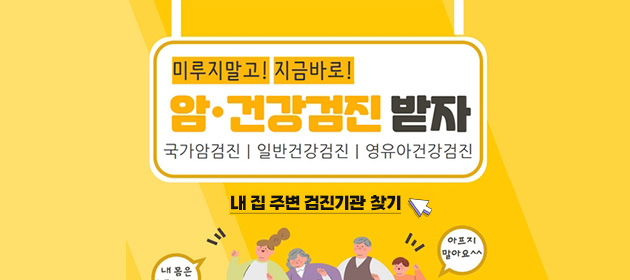 미루지말고! 지금바로!
암·건강검진 받자
국가암검진 | 일반건강검진 | 영유아건강검진
내 집 주변 검진기관 찾기
아프지
말아요^^
내 몸은